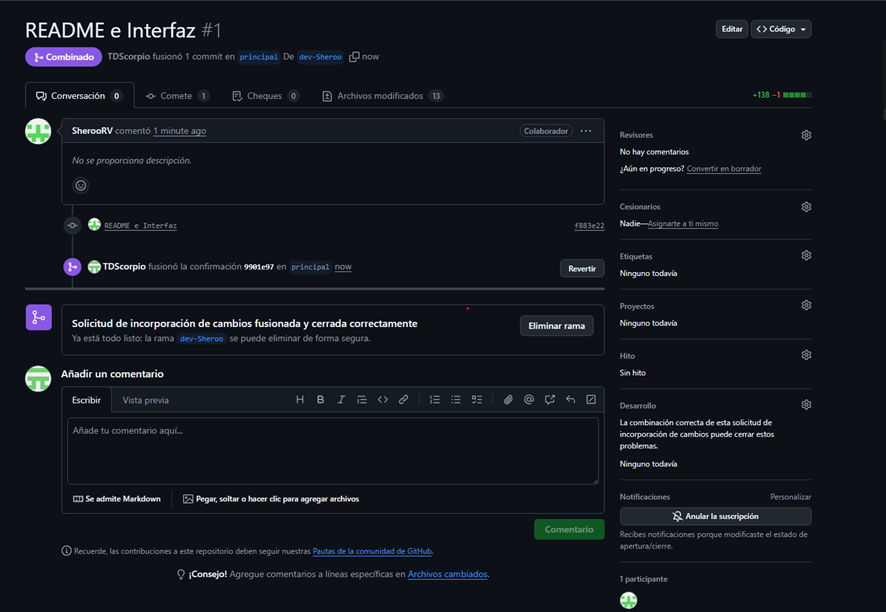 README e Interfaz #1
Editar
<> Código
Combinado
TDScorpio fusionó 1 commit en principal De dev-Sheroo now
Conversación 0
Comete 1
Cheques 0
Archivos modificados 13
+138 −1
SherooRV comentó 1 minute ago
Colaborador
No se proporciona descripción.
README e Interfaz
f883e22
TDScorpio fusionó la confirmación 9901e97 en principal now
Revertir
Solicitud de incorporación de cambios fusionada y cerrada correctamente
Ya está todo listo: la rama dev-Sheroo se puede eliminar de forma segura.
Eliminar rama
Añadir un comentario
Escribir
Vista previa
Añade tu comentario aquí...
Se admite Markdown
Pegar, soltar o hacer clic para agregar archivos
Comentario
Recuerde, las contribuciones a este repositorio deben seguir nuestras Pautas de la comunidad de GitHub.
¡Consejo! Agregue comentarios a líneas específicas en Archivos cambiados.
Revisores
No hay comentarios
¿Aún en progreso? Convertir en borrador
Cesionarios
Nadie—Asignarte a ti mismo
Etiquetas
Ninguno todavía
Proyectos
Ninguno todavía
Hito
Sin hito
Desarrollo
La combinación correcta de esta solicitud de
incorporación de cambios puede cerrar estos
problemas.
Ninguno todavía
Notificaciones
Personalizar
Anular la suscripción
Recibes notificaciones porque modificaste el estado de
apertura/cierre.
1 participante